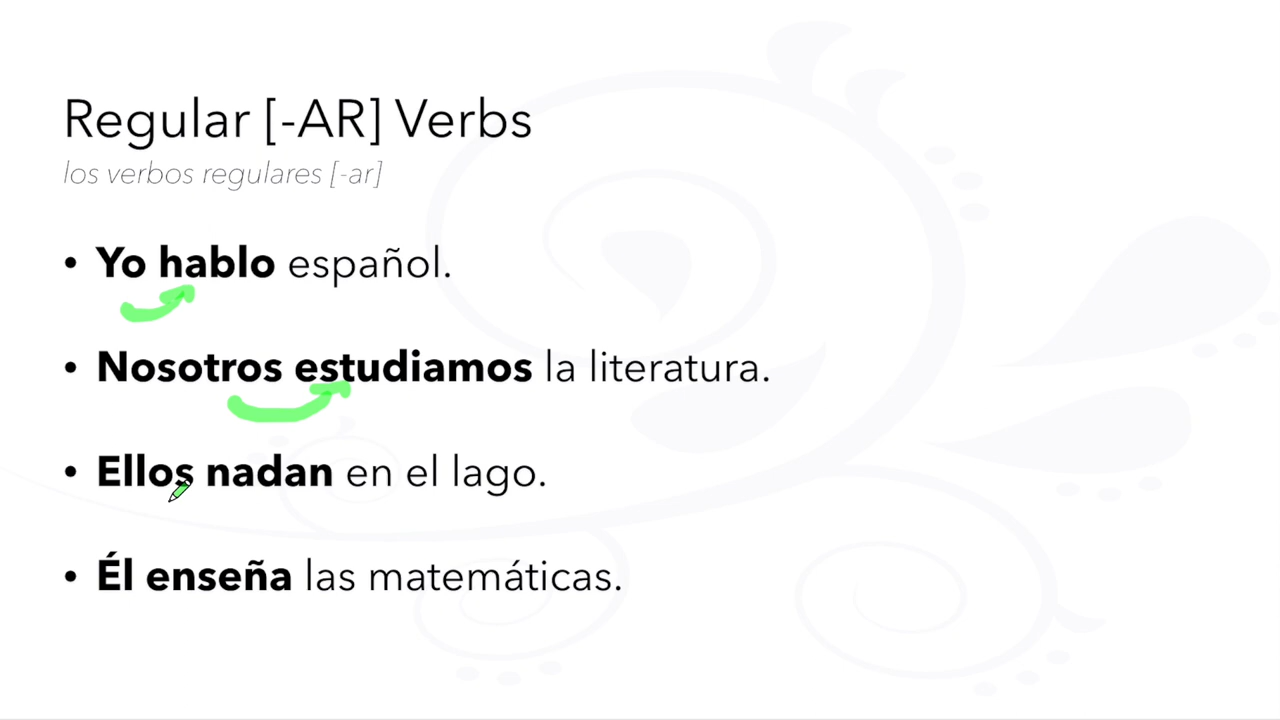 Regular [-AR] Verbs
los verbos regulares [-ar]
• Yo hablo español.
• Nosotros estudiamos la literatura.
• Ellos nadan en el lago.
• Él enseña las matemáticas.